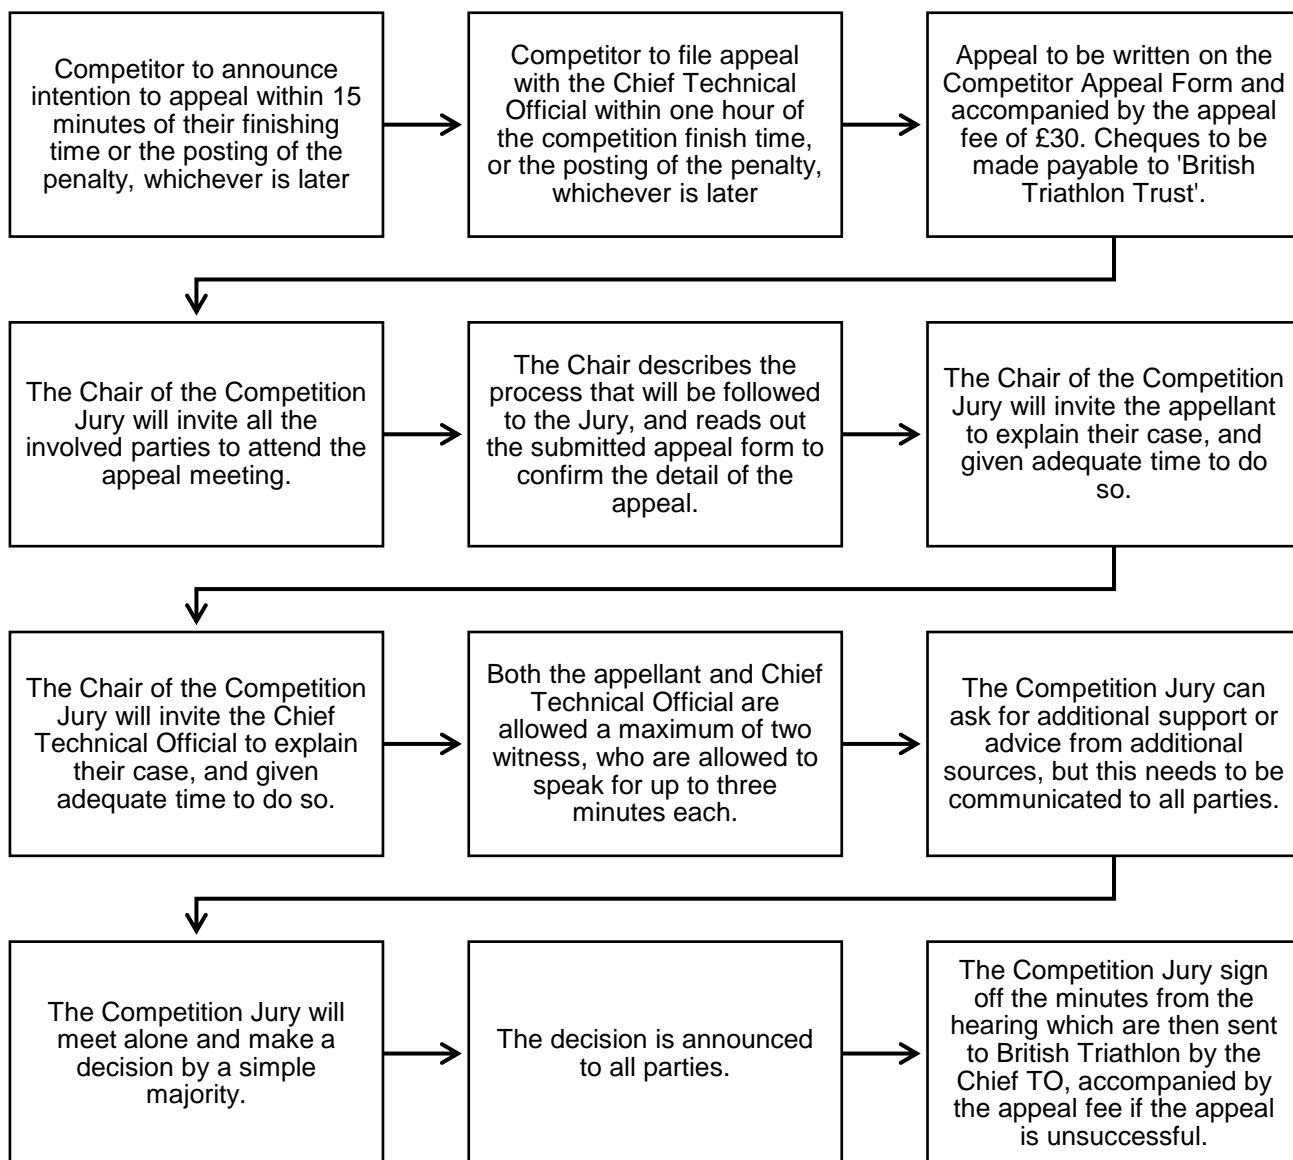 Competitor to announce
intention to appeal within 15
minutes of their finishing
time or the posting of the
penalty, whichever is later
Competitor to file appeal
with the Chief Technical
Official within one hour of
the competition finish time,
or the posting of the penalty,
whichever is later
Appeal to be written on the
Competitor Appeal Form and
accompanied by the appeal
fee of £30. Cheques to be
made payable to 'British
Triathlon Trust'.
The Chair of the Competition
Jury will invite all the
involved parties to attend the
appeal meeting.
The Chair describes the
process that will be followed
to the Jury, and reads out
the submitted appeal form to
confirm the detail of the
appeal.
The Chair of the Competition
Jury will invite the appellant
to explain their case, and
given adequate time to do
so.
The Chair of the Competition
Jury will invite the Chief
Technical Official to explain
their case, and given
adequate time to do so.
Both the appellant and Chief
Technical Official are
allowed a maximum of two
witness, who are allowed to
speak for up to three
minutes each.
The Competition Jury can
ask for additional support or
advice from additional
sources, but this needs to be
communicated to all parties.
The Competition Jury will
meet alone and make a
decision by a simple
majority.
The decision is announced
to all parties.
The Competition Jury sign
off the minutes from the
hearing which are then sent
to British Triathlon by the
Chief TO, accompanied by
the appeal fee if the appeal
is unsuccessful.